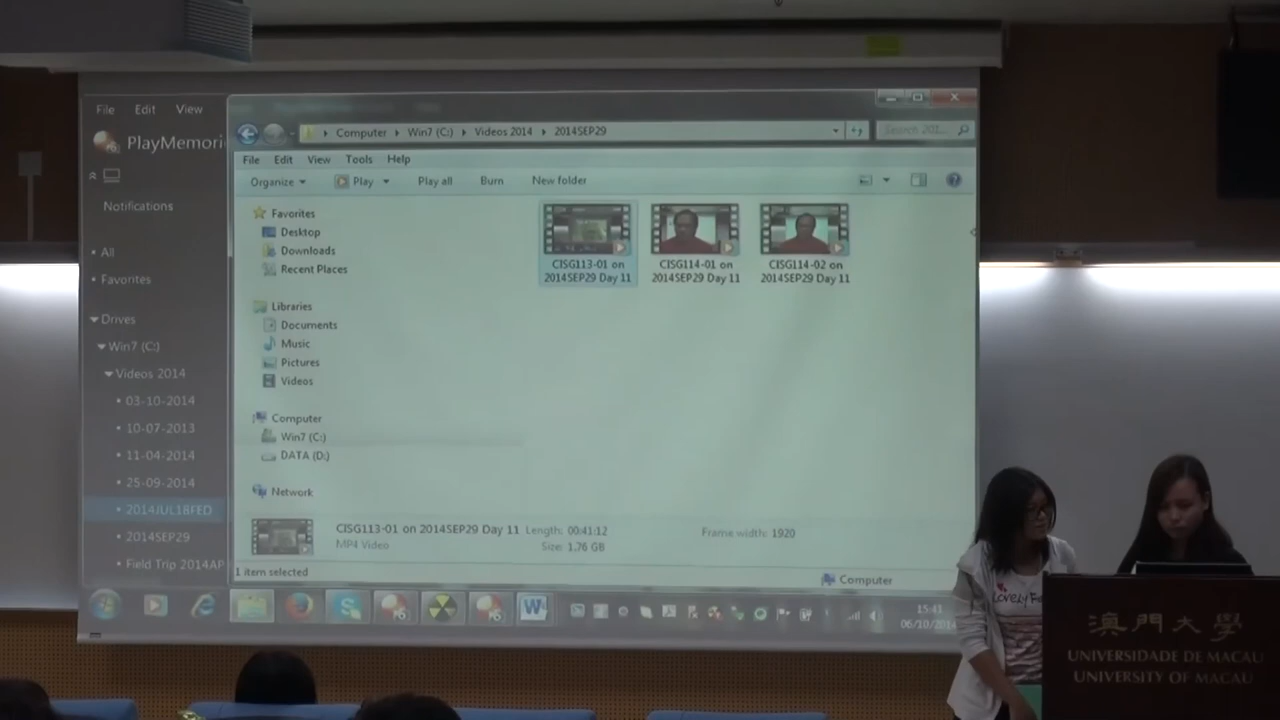 File Edit View
PlayMemori
Notifications
All
Favorites
Drives
Win7 (C:)
Videos 2014
03-10-2014
10-07-2013
11-04-2014
25-09-2014
2014JUL18FED
2014SEP29
Field Trip 2014AP
Computer Win7 (C:) Videos 2014 2014SEP29
Search 201...
File Edit View Tools Help
Organize Play Play all Burn New folder
Favorites
Desktop
Downloads
Recent Places
Libraries
Documents
Music
Pictures
Videos
Computer
Win7 (C:)
DATA (D:)
Network
CISG113-01 on
2014SEP29 Day 11
CISG114-01 on
2014SEP29 Day 11
CISG114-02 on
2014SEP29 Day 11
CISG113-01 on 2014SEP29 Day 11 Length: 00:41:12 Frame width: 1920
MP4 Video Size: 1.76 GB
1 item selected
Computer
15:41
06/10/2014
Lovely
澳門大學
UNIVERSIDADE DE MACAU
UNIVERSITY OF MACAU